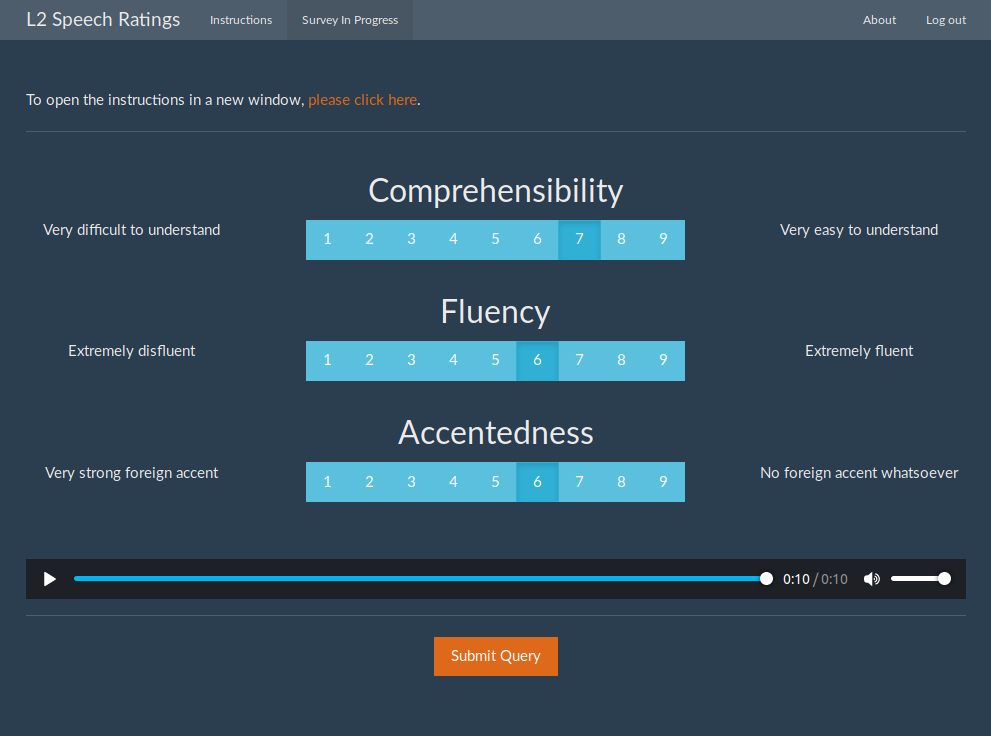 L2 Speech Ratings Instructions Survey In Progress About Log out
To open the instructions in a new window, please click here.
Comprehensibility
Very difficult to understand 1 2 3 4 5 6 7 8 9 Very easy to understand
Fluency
Extremely disfluent 1 2 3 4 5 6 7 8 9 Extremely fluent
Accentedness
Very strong foreign accent 1 2 3 4 5 6 7 8 9 No foreign accent whatsoever
0:10 / 0:10
Submit Query